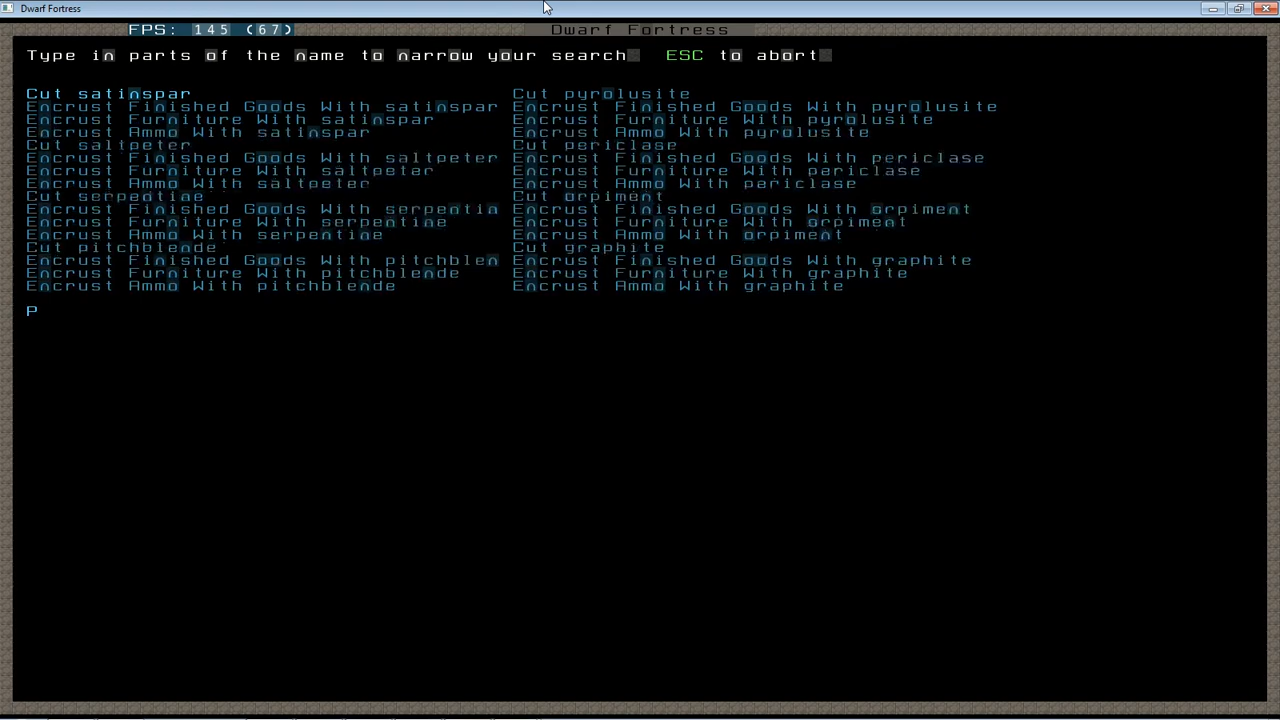 Dwarf Fortress
FPS: 145 (67)
Dwarf Fortress
Type in parts of the name to narrow your search. ESC to abort.
Cut satinspar
Encrust Finished Goods With satinspar
Encrust Furniture With satinspar
Encrust Ammo With satinspar
Cut saltpeter
Encrust Finished Goods With saltpeter
Encrust Furniture With saltpeter
Encrust Ammo With saltpeter
Cut serpentine
Encrust Finished Goods With serpentin
Encrust Furniture With serpentine
Encrust Ammo With serpentine
Cut pitchblende
Encrust Finished Goods With pitchblen
Encrust Furniture With pitchblende
Encrust Ammo With pitchblende
Cut pyrolusite
Encrust Finished Goods With pyrolusite
Encrust Furniture With pyrolusite
Encrust Ammo With pyrolusite
Cut periclase
Encrust Finished Goods With periclase
Encrust Furniture With periclase
Encrust Ammo With periclase
Cut orpiment
Encrust Finished Goods With orpiment
Encrust Furniture With orpiment
Encrust Ammo With orpiment
Cut graphite
Encrust Finished Goods With graphite
Encrust Furniture With graphite
Encrust Ammo With graphite
P